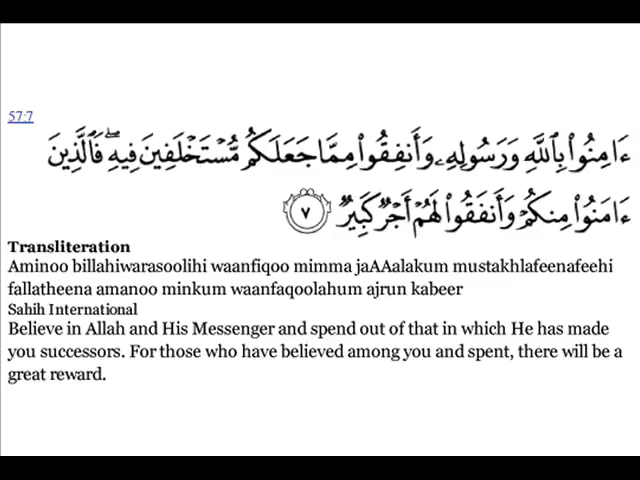 57:7
ءَامِنُوا۟ بِٱللَّهِ وَرَسُولِهِۦ وَأَنفِقُوا۟ مِمَّا جَعَلَكُم مُّسْتَخْلَفِينَ فِيهِ ۖ فَٱلَّذِينَ
ءَامَنُوا۟ مِنكُمْ وَأَنفَقُوا۟ لَهُمْ أَجْرٌ كَبِيرٌ ٧
Transliteration
Aminoo billahiwarasoolihi waanfiqoo mimma jaAAalakum mustakhlafeenafeehi
fallatheena amanoo minkum waanfaqoolahum ajrun kabeer
Sahih International
Believe in Allah and His Messenger and spend out of that in which He has made
you successors. For those who have believed among you and spent, there will be a
great reward.